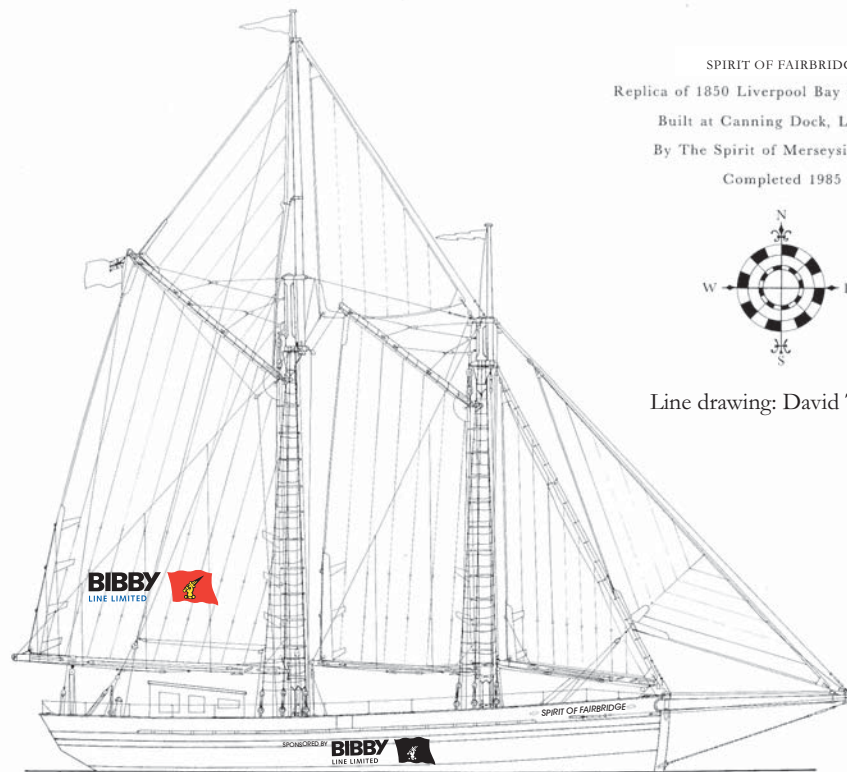 SPIRIT OF FAIRBRIDG
Replica of 1850 Liverpool Bay
Built at Canning Dock, L
By The Spirit of Merseysi
Completed 1985
N
W
S
Line drawing: David
BIBBY
LINE LIMITED
SPIRIT OF FAIRBRIDGE
SPONSORED BY BIBBY
LINE LIMITED